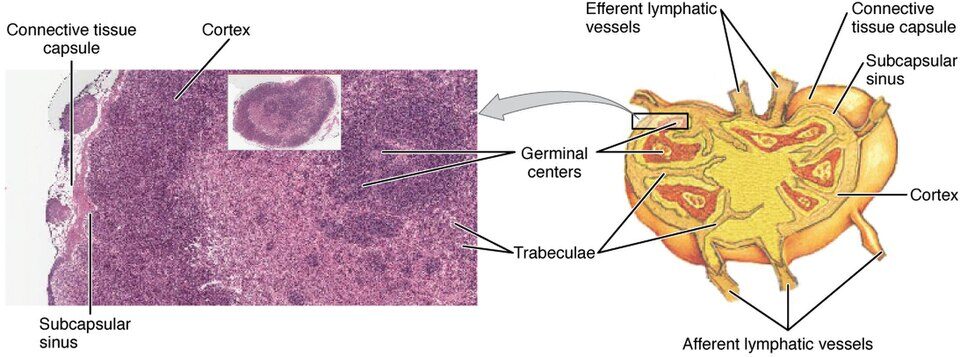 Connective tissue
capsule
Cortex
Efferent lymphatic
vessels
Connective
tissue capsule
Subcapsular
sinus
Germinal
centers
Cortex
Trabeculae
Subcapsular
sinus
Afferent lymphatic vessels